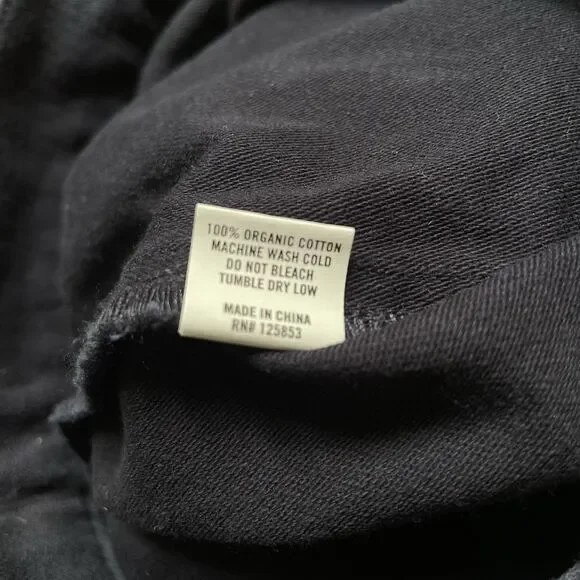 100% ORGANIC COTTON
MACHINE WASH COLD
DO NOT BLEACH
TUMBLE DRY LOW
MADE IN CHINA
RN# 125853